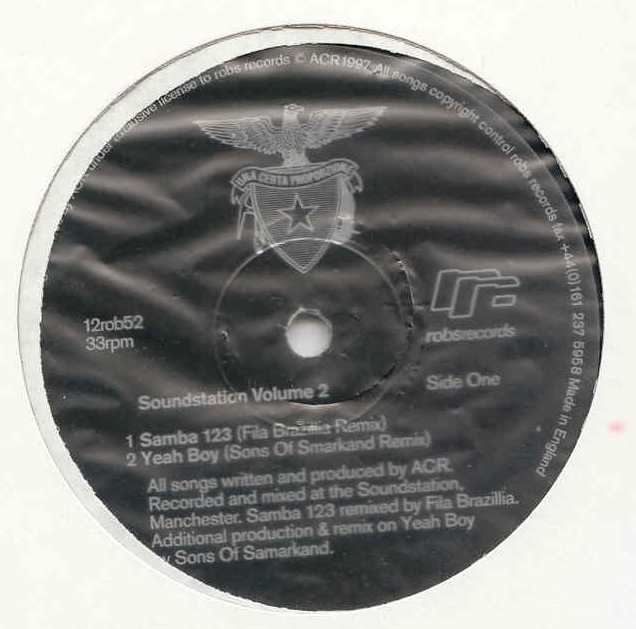 under exclusive license to robs records © ACR1997 All songs copyright control robs records fax +44(0)161 237 5958 Made in England
UNA CERTA PROPORZIONE
12rob52
33rpm
robsrecords
Side One
Soundstation Volume 2
1 Samba 123 (Fila Brazillia Remix)
2 Yeah Boy (Sons Of Smarkand Remix)
All songs written and produced by ACR.
Recorded and mixed at the Soundstation,
Manchester. Samba 123 remixed by Fila Brazillia.
Additional production & remix on Yeah Boy
by Sons Of Samarkand.